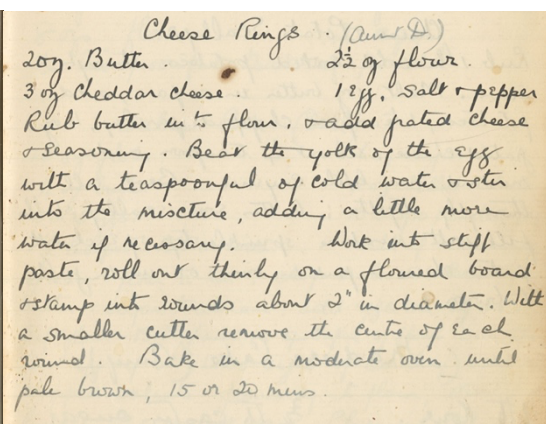 Cheese Rings. (Aunt D)
2oz. Butter. 2½ oz flour.
3 oz Cheddar cheese 1 Egg, Salt + pepper
Rub butter into flour, + add grated cheese
+ seasoning. Beat the yolk of the Egg
with a teaspoonful of cold water + stir
into the mixture, adding a little more
water if necessary. Work into stiff
paste, roll out thinly on a floured board
+ stamp into rounds about 2" in diameter. With
a smaller cutter remove the centre of each
round. Bake in a moderate oven until
pale brown, 15 or 20 mins.